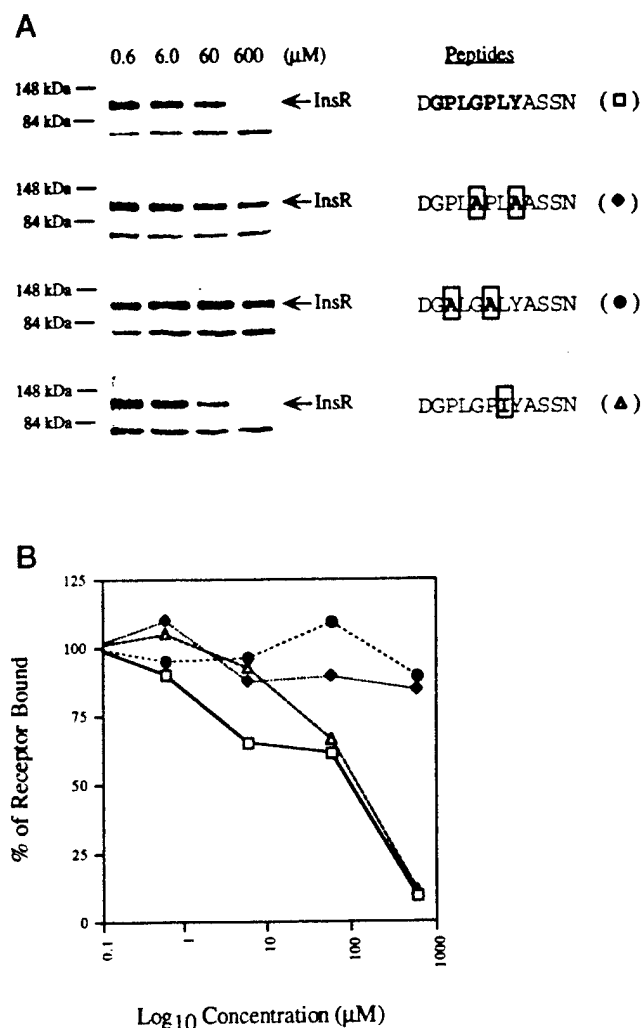 A
0.6 6.0 60 600 (µM) Peptides
148 kDa
84 kDa
InsR
DGPLGPLYASSN (□)
148 kDa
84 kDa
InsR
DGPLAPLAASSN (◆)
148 kDa
84 kDa
InsR
DGALGALYASSN (●)
148 kDa
84 kDa
InsR
DGPLGPIYASSN (△)
B
% of Receptor Bound
125
100
75
50
25
0
0.1 1 10 100 1000
Log10 Concentration (µM)